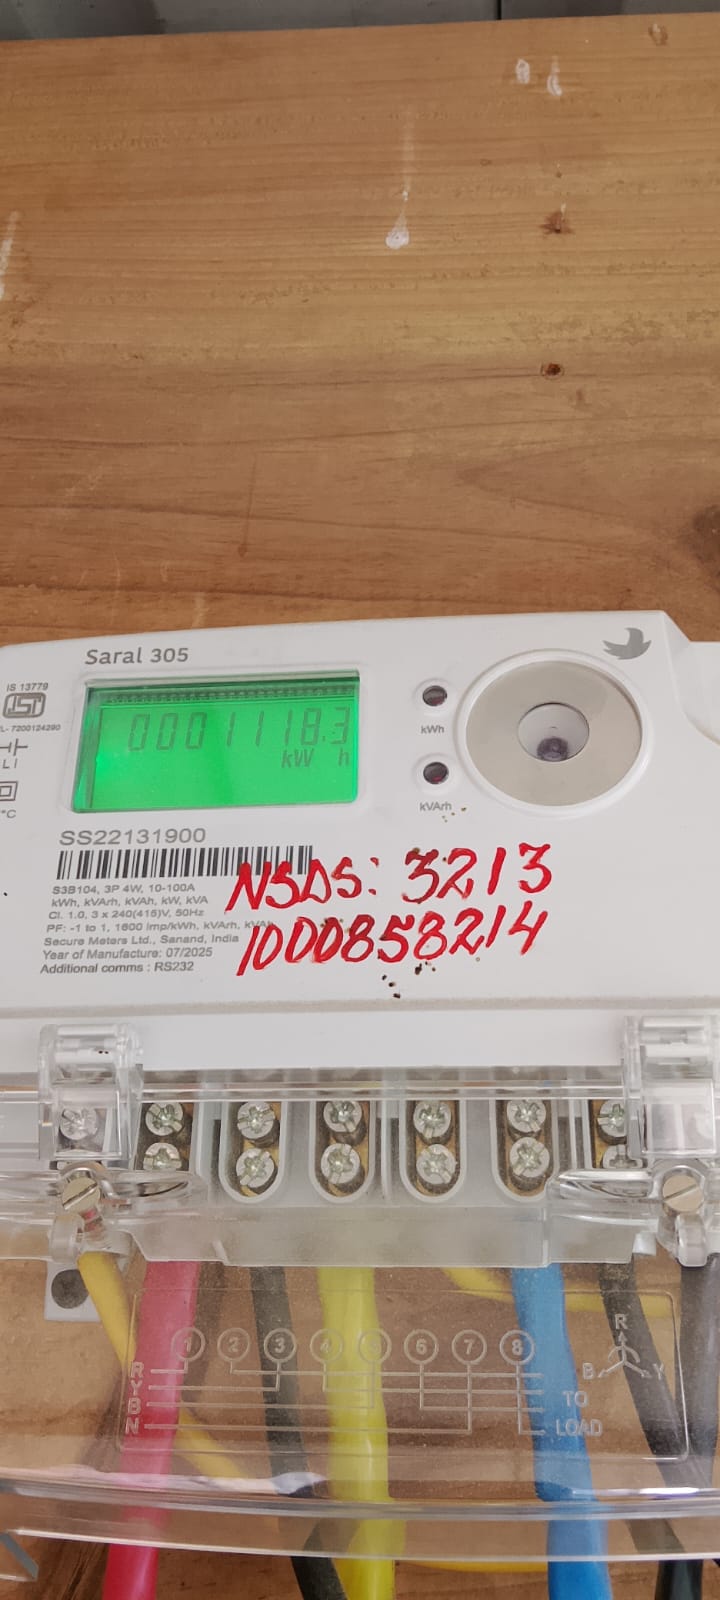 Saral 305
IS 13779
ISI
L- 7200124290
LI
°C
0001118.3
kW h
kWh
kVArh
SS22131900
S3B104, 3P 4W, 10-100A
kWh, kVArh, kVAh, kW, kVA
Cl. 1.0, 3 x 240(415)V, 50Hz
PF: -1 to 1, 1600 imp/kWh, kVArh, kVAh
Secure Meters Ltd., Sanand, India
Year of Manufacture: 07/2025
Additional comms : RS232
NSDS: 3213
1000858214
1 2 3 4 5 6 7 8
R
Y
B
N
R
B Y
TO
LOAD